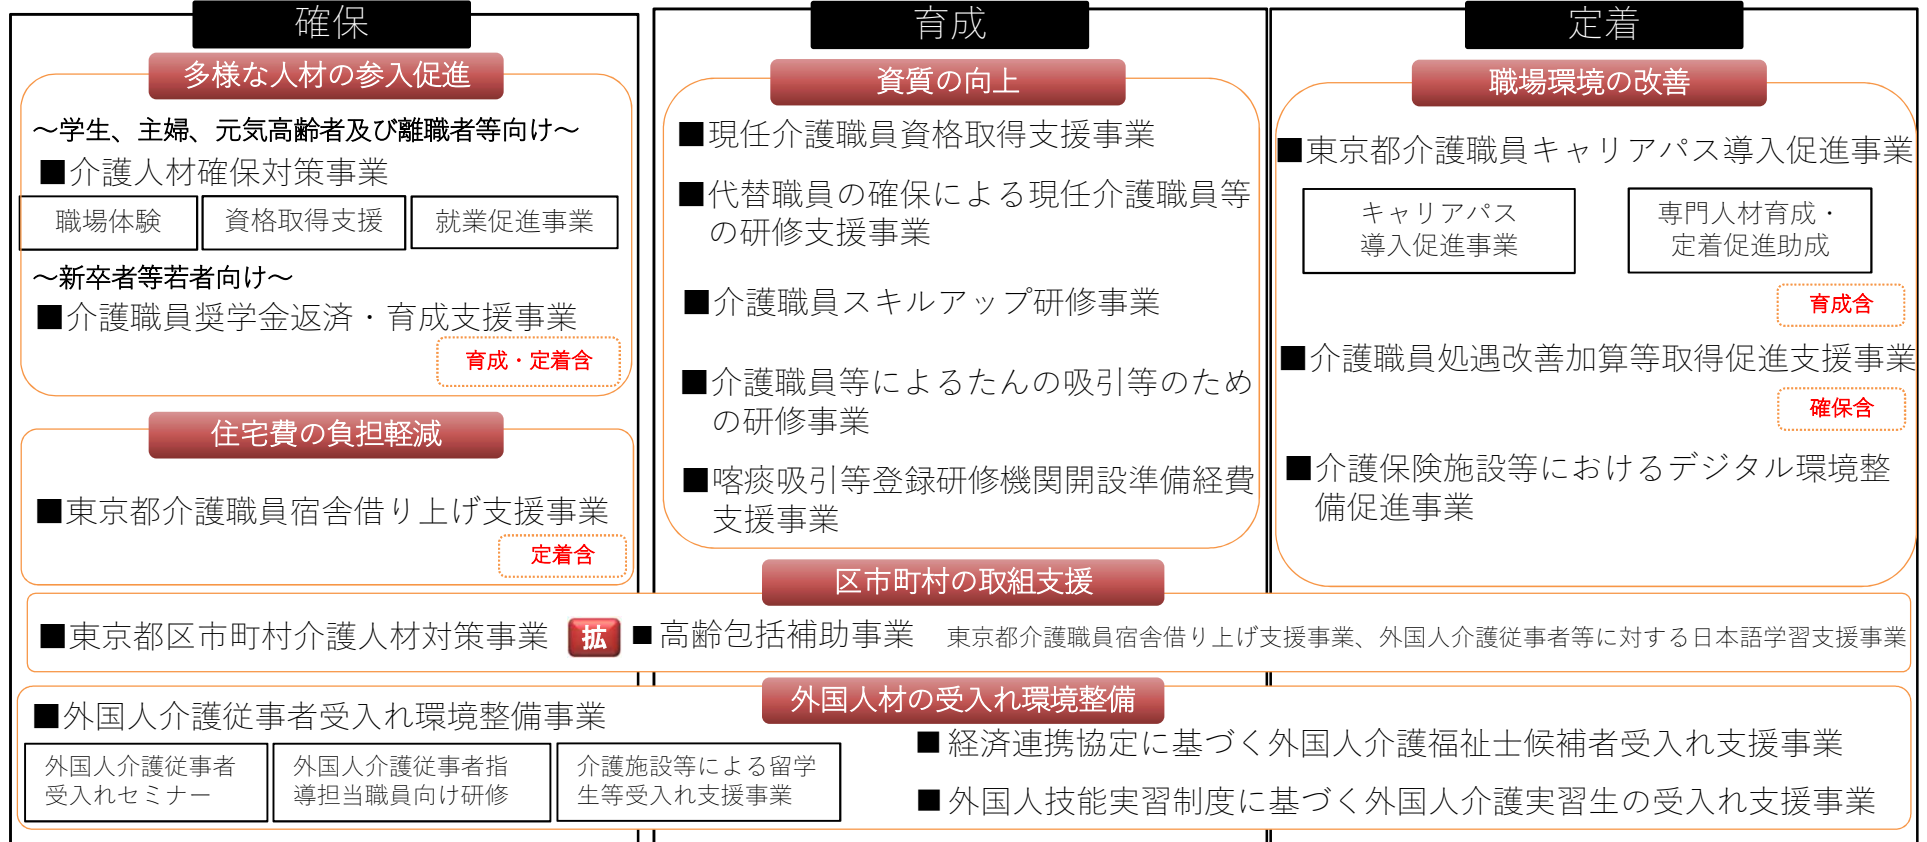 確保
多様な人材の参入促進
～学生、主婦、元気高齢者及び離職者等向け～
■介護人材確保対策事業
職場体験
資格取得支援
就業促進事業
～新卒者等若者向け～
■介護職員奨学金返済・育成支援事業
育成・定着含
住宅費の負担軽減
■東京都介護職員宿舎借り上げ支援事業
定着含
育成
資質の向上
■現任介護職員資格取得支援事業
■代替職員の確保による現任介護職員等
の研修支援事業
■介護職員スキルアップ研修事業
■介護職員等によるたんの吸引等のため
の研修事業
■喀痰吸引等登録研修機関開設準備経費
支援事業
定着
職場環境の改善
■東京都介護職員キャリアパス導入促進事業
キャリアパス
導入促進事業
専門人材育成・
定着促進助成
育成含
■介護職員処遇改善加算等取得促進支援事業
確保含
■介護保険施設等におけるデジタル環境整
備促進事業
区市町村の取組支援
■東京都区市町村介護人材対策事業
拡
■高齢包括補助事業
東京都介護職員宿舎借り上げ支援事業、外国人介護従事者等に対する日本語学習支援事業
外国人材の受入れ環境整備
■外国人介護従事者受入れ環境整備事業
外国人介護従事者
受入れセミナー
外国人介護従事者指
導担当職員向け研修
介護施設等による留学
生等受入れ支援事業
■経済連携協定に基づく外国人介護福祉士候補者受入れ支援事業
■外国人技能実習制度に基づく外国人介護実習生の受入れ支援事業